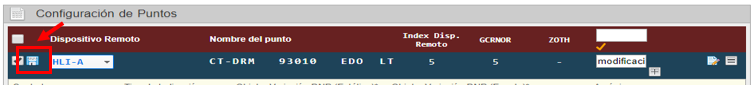 Configuración de Puntos
Dispositivo Remoto Nombre del punto Index Disp. Remoto GCRNOR ZOTH
HLI-A CT-DRM 93010 EDO LT 5 5 - modificaci